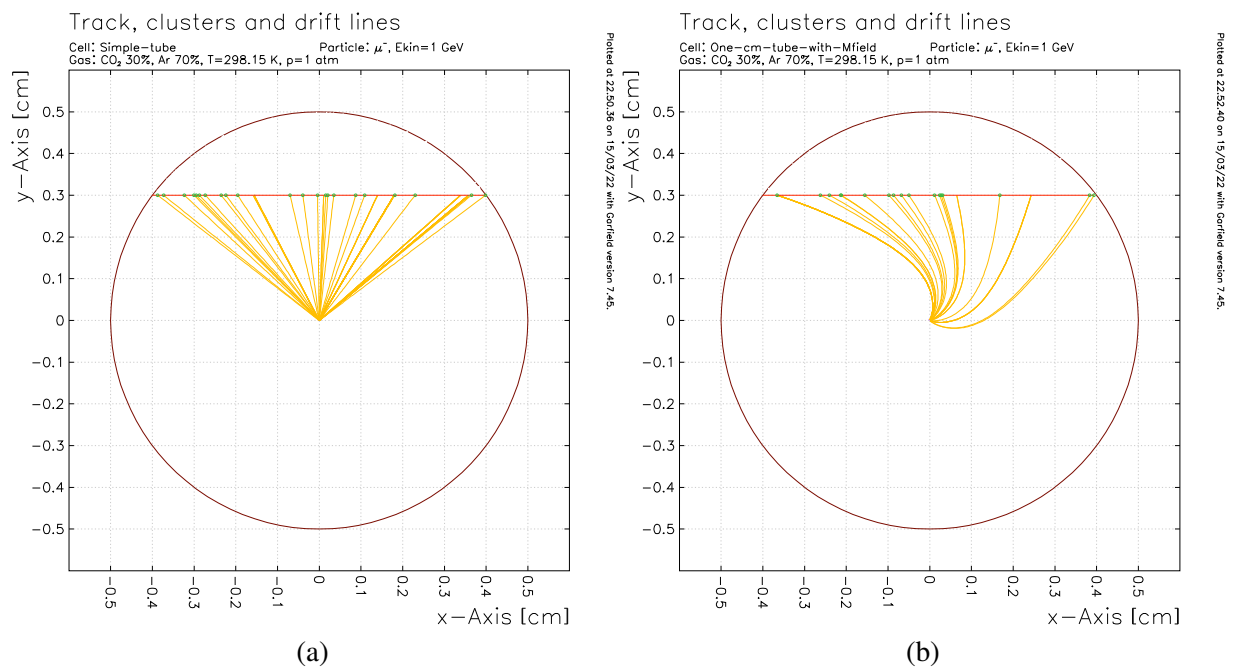 Track, clusters and drift lines
Cell: Simple-tube Particle: μ⁻, Ekin=1 GeV
Gas: CO₂ 30%, Ar 70%, T=298.15 K, p=1 atm
y-Axis [cm]
0.5
0.4
0.3
0.2
0.1
0
-0.1
-0.2
-0.3
-0.4
-0.5
-0.5 -0.4 -0.3 -0.2 -0.1 0 0.1 0.2 0.3 0.4 0.5
x-Axis [cm]
Plotted at 22.50.36 on 15/03/22 with Garfield version 7.45.
(a)
Track, clusters and drift lines
Cell: One-cm-tube-with-Mfield Particle: μ⁻, Ekin=1 GeV
Gas: CO₂ 30%, Ar 70%, T=298.15 K, p=1 atm
y-Axis [cm]
0.5
0.4
0.3
0.2
0.1
0
-0.1
-0.2
-0.3
-0.4
-0.5
-0.5 -0.4 -0.3 -0.2 -0.1 0 0.1 0.2 0.3 0.4 0.5
x-Axis [cm]
Plotted at 22.52.40 on 15/03/22 with Garfield version 7.45.
(b)